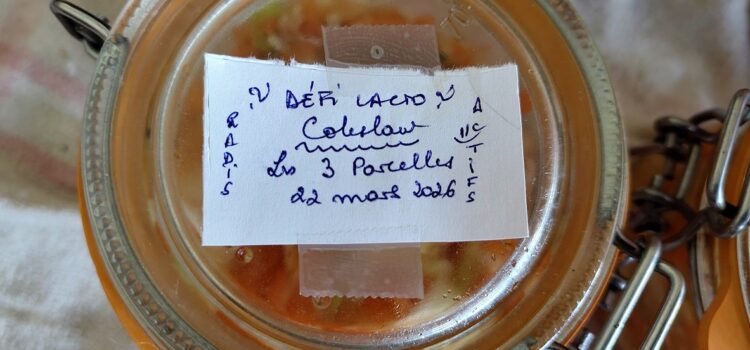 DÉFi LACTO
Coleslaw
Les 3 Parcelles
22 mars 2026
RADiS
ACTiFS